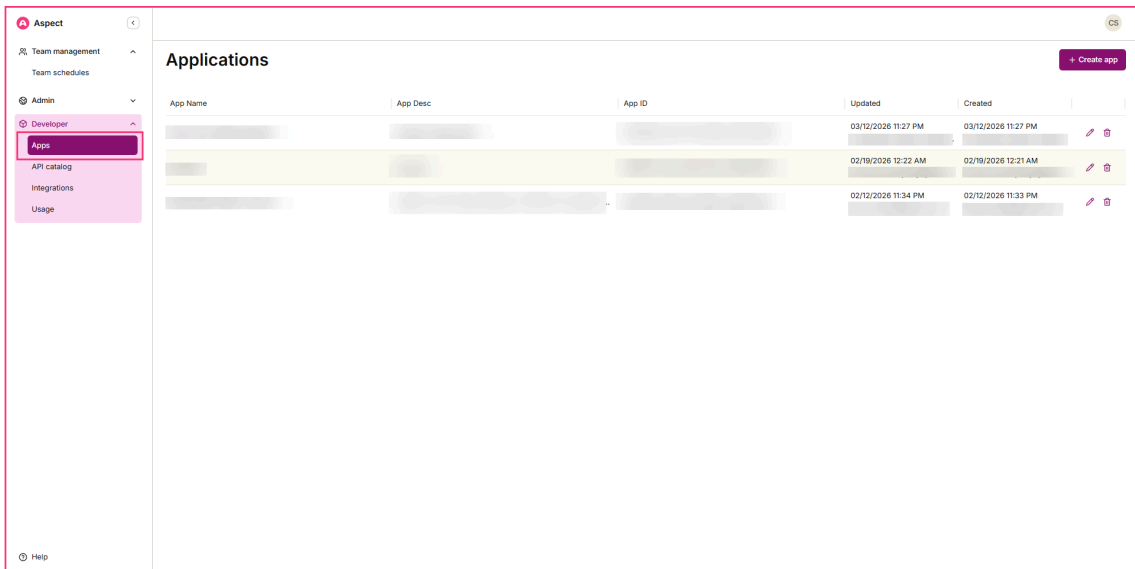 Aspect
CS
Team management
Team schedules
Admin
Developer
Apps
API catalog
Integrations
Usage
Help
Applications
+ Create app
App Name App Desc App ID Updated Created
03/12/2026 11:27 PM 03/12/2026 11:27 PM
02/19/2026 12:22 AM 02/19/2026 12:21 AM
02/12/2026 11:34 PM 02/12/2026 11:33 PM